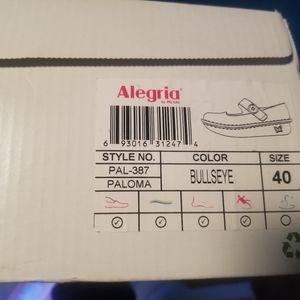 Alegria
by PG Lite
6 93016 31247 4
STYLE NO. COLOR SIZE
PAL-387 BULLSEYE 40
PALOMA